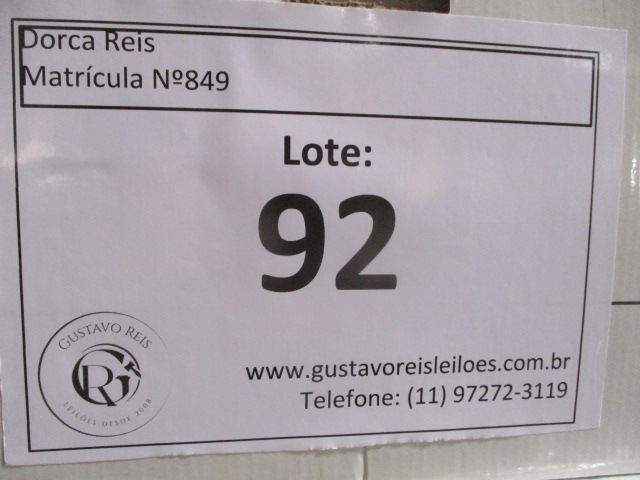 Dorca Reis
Matrícula Nº849
Lote:
92
GUSTAVO REIS
GR
LEILÕES DESDE 2008
www.gustavoreisleiloes.com.br
Telefone: (11) 97272-3119